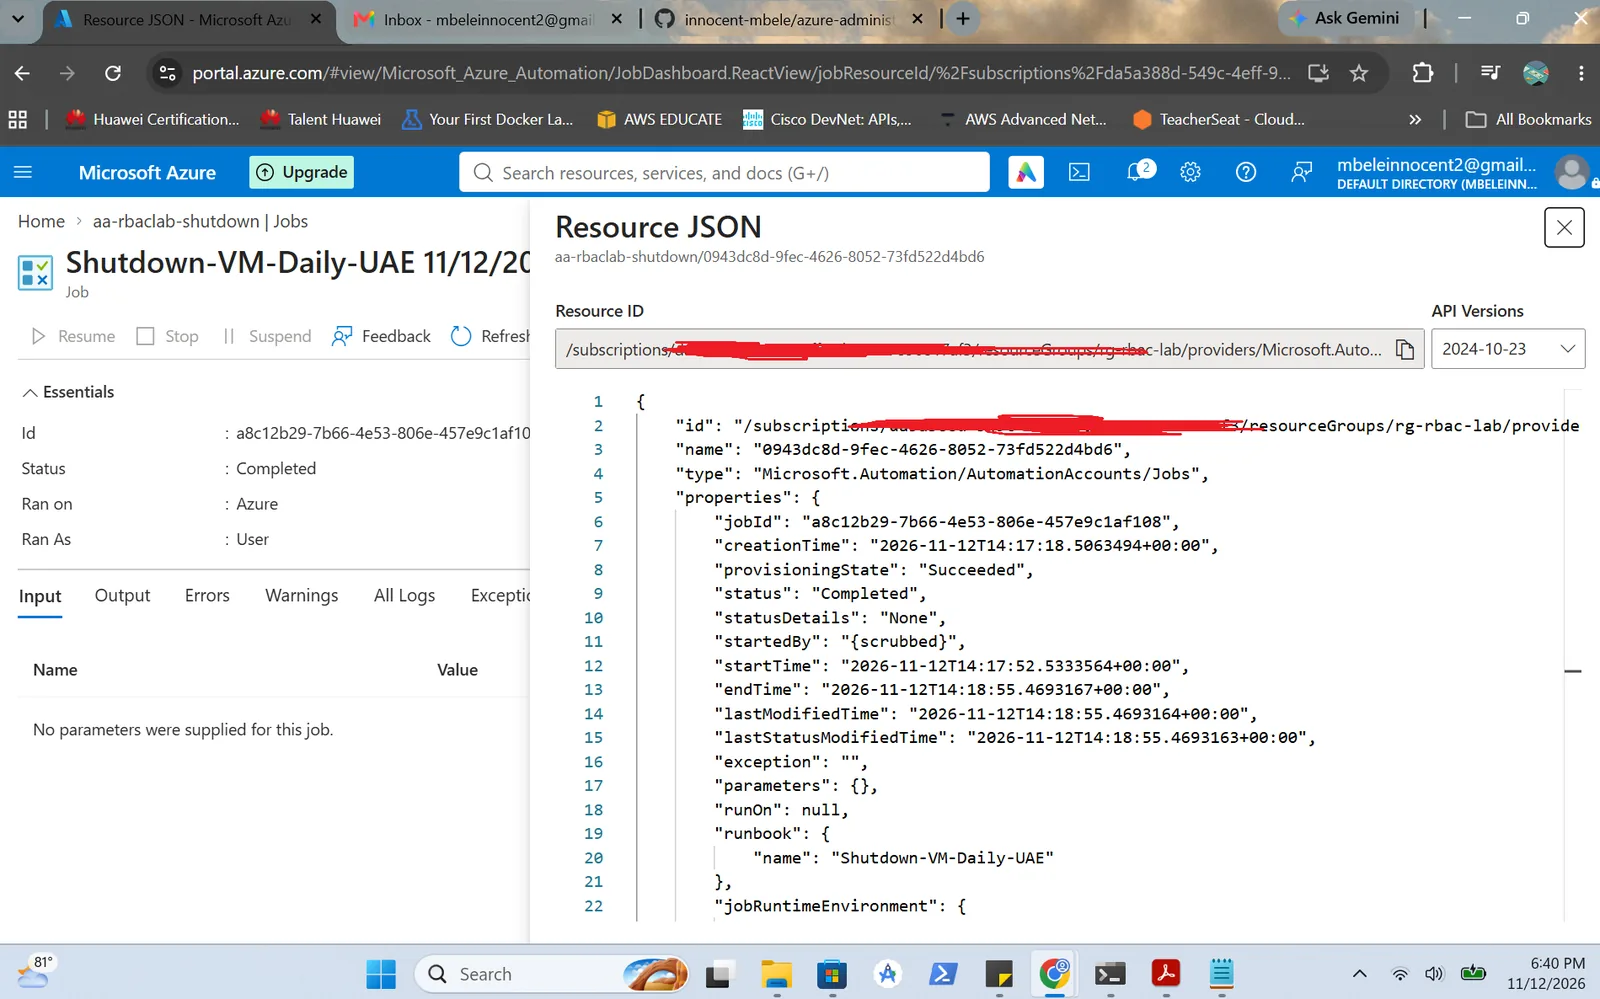 Resource JSON - Microsoft Azu
Inbox - mbeleinnocent2@gmai
innocent-mbele/azure-administ
Ask Gemini
portal.azure.com/#view/Microsoft_Azure_Automation/JobDashboard.ReactView/jobResourceId/%2Fsubscriptions%2Fda5a388d-549c-4eff-9...
Huawei Certification...
Talent Huawei
Your First Docker La...
AWS EDUCATE
Cisco DevNet: APIs,...
AWS Advanced Net...
TeacherSeat - Cloud...
All Bookmarks
Microsoft Azure
Upgrade
Search resources, services, and docs (G+/)
2
mbeleinnocent2@gmail....
DEFAULT DIRECTORY (MBELEINN...
Home > aa-rbaclab-shutdown | Jobs
Shutdown-VM-Daily-UAE 11/12/20
Job
Resume
Stop
Suspend
Feedback
Refresh
Essentials
Id : a8c12b29-7b66-4e53-806e-457e9c1af10
Status : Completed
Ran on : Azure
Ran As : User
Input
Output
Errors
Warnings
All Logs
Exceptic
Name
Value
No parameters were supplied for this job.
Resource JSON
aa-rbaclab-shutdown/0943dc8d-9fec-4626-8052-73fd522d4bd6
Resource ID
/subscriptions/ /resourceGroups/rg-rbac-lab/providers/Microsoft.Auto...
API Versions
2024-10-23
1 {
2 "id": "/subscriptions/ /resourceGroups/rg-rbac-lab/provide
3 "name": "0943dc8d-9fec-4626-8052-73fd522d4bd6",
4 "type": "Microsoft.Automation/AutomationAccounts/Jobs",
5 "properties": {
6 "jobId": "a8c12b29-7b66-4e53-806e-457e9c1af108",
7 "creationTime": "2026-11-12T14:17:18.5063494+00:00",
8 "provisioningState": "Succeeded",
9 "status": "Completed",
10 "statusDetails": "None",
11 "startedBy": "{scrubbed}",
12 "startTime": "2026-11-12T14:17:52.5333564+00:00",
13 "endTime": "2026-11-12T14:18:55.4693167+00:00",
14 "lastModifiedTime": "2026-11-12T14:18:55.4693164+00:00",
15 "lastStatusModifiedTime": "2026-11-12T14:18:55.4693163+00:00",
16 "exception": "",
17 "parameters": {},
18 "runOn": null,
19 "runbook": {
20 "name": "Shutdown-VM-Daily-UAE"
21 },
22 "jobRuntimeEnvironment": {
81°
Search
6:40 PM
11/12/2026